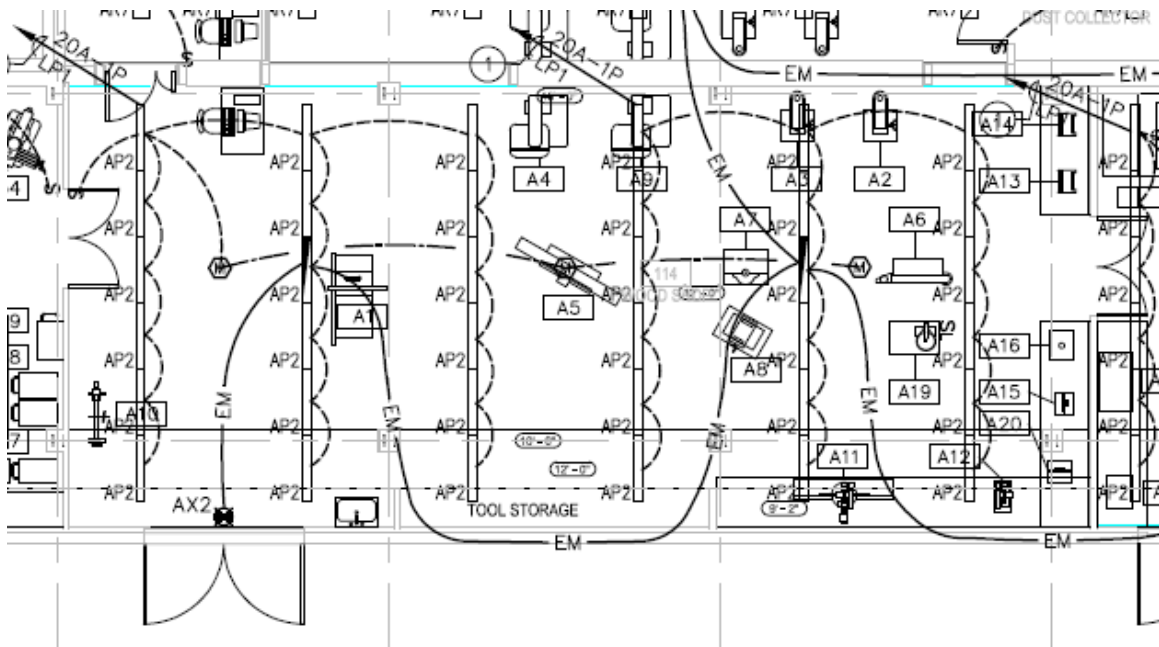 DUST COLLECTOR
20A-1P
LP1
1
20A-1P
LP1
EM
EM
20A-1P
A14
AP2 AP2 AP2 AP2 AP2 AP2 AP2
EM
A4 A9 A3 A2 A13
A7 A6
AP2 AP2 AP2 AP2 AP2 AP2 AP2
M
114
AP2 AP2 AP2 AP2 AP2 AP2 AP2
A5
A1
A16
AP2 AP2 AP2 AP2 AP2 AP2 AP2
A8
A19 A15
EM EM EM
A10
A20
AP2 AP2 AP2 AP2 AP2 AP2 AP2
10'-0"
EM
A11 A12
12'-0"
AP2 AP2 AP2 AP2 AP2 AP2 AP2
AX2
TOOL STORAGE
9'-2"
EM EM